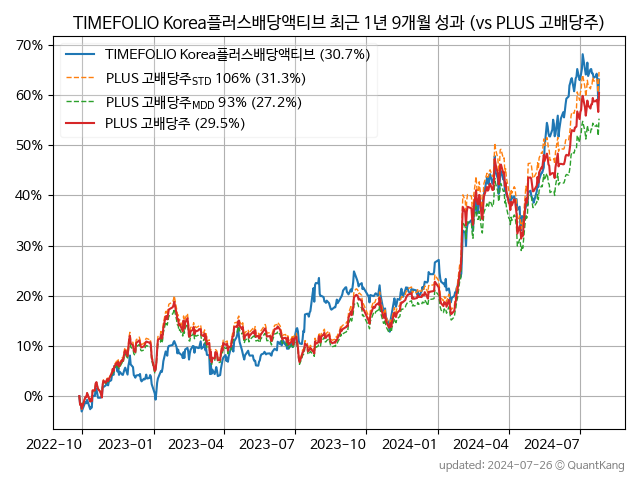 TIMEFOLIO Korea플러스배당액티브 최근 1년 9개월 성과 (vs PLUS 고배당주)
70%
60%
50%
40%
30%
20%
10%
0%
TIMEFOLIO Korea플러스배당액티브 (30.7%)
PLUS 고배당주STD 106% (31.3%)
PLUS 고배당주MDD 93% (27.2%)
PLUS 고배당주 (29.5%)
2022-10 2023-01 2023-04 2023-07 2023-10 2024-01 2024-04 2024-07
updated: 2024-07-26 © QuantKang